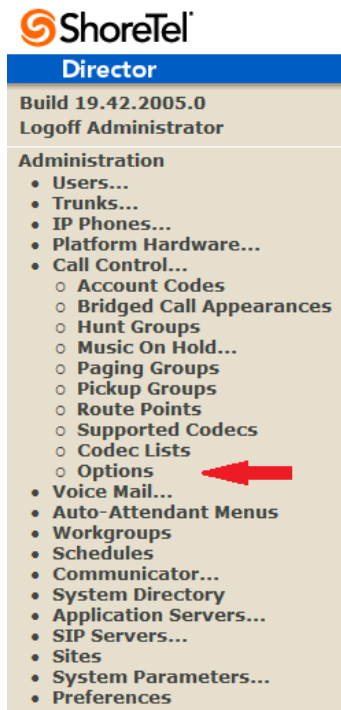 ShoreTel
Director
Build 19.42.2005.0
Logoff Administrator
Administration
Users...
Trunks...
IP Phones...
Platform Hardware...
Call Control...
Account Codes
Bridged Call Appearances
Hunt Groups
Music On Hold...
Paging Groups
Pickup Groups
Route Points
Supported Codecs
Codec Lists
Options
Voice Mail...
Auto-Attendant Menus
Workgroups
Schedules
Communicator...
System Directory
Application Servers...
SIP Servers...
Sites
System Parameters...
Preferences